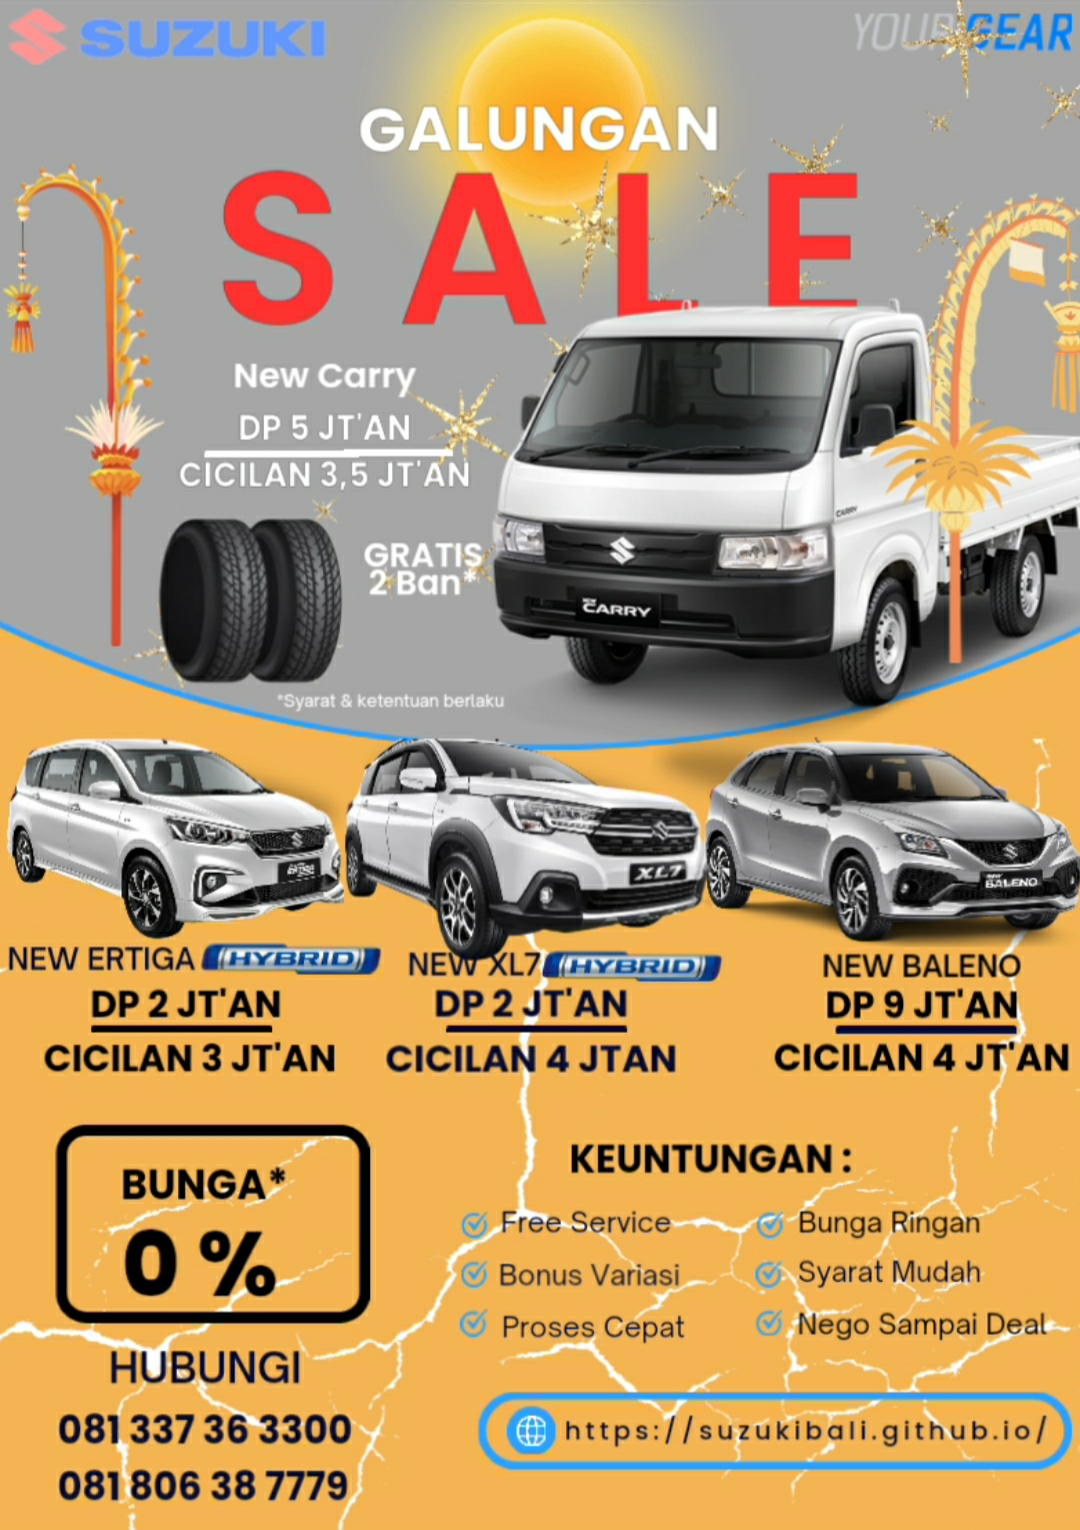 SUZUKI
YOUR GEAR
GALUNGAN
SALE
New Carry
DP 5 JT'AN
CICILAN 3,5 JT'AN
GRATIS
2 Ban*
CARRY
NEW
CARRY
*Syarat & ketentuan berlaku
XL7
BALENO
NEW ERTIGA HYBRID
DP 2 JT'AN
CICILAN 3 JT'AN
NEW XL7 HYBRID
DP 2 JT'AN
CICILAN 4 JTAN
NEW BALENO
DP 9 JT'AN
CICILAN 4 JT'AN
BUNGA*
0 %
KEUNTUNGAN :
Free Service
Bonus Variasi
Proses Cepat
Bunga Ringan
Syarat Mudah
Nego Sampai Deal
HUBUNGI
081 337 36 3300
081 806 38 7779
https://suzukibali.github.io/